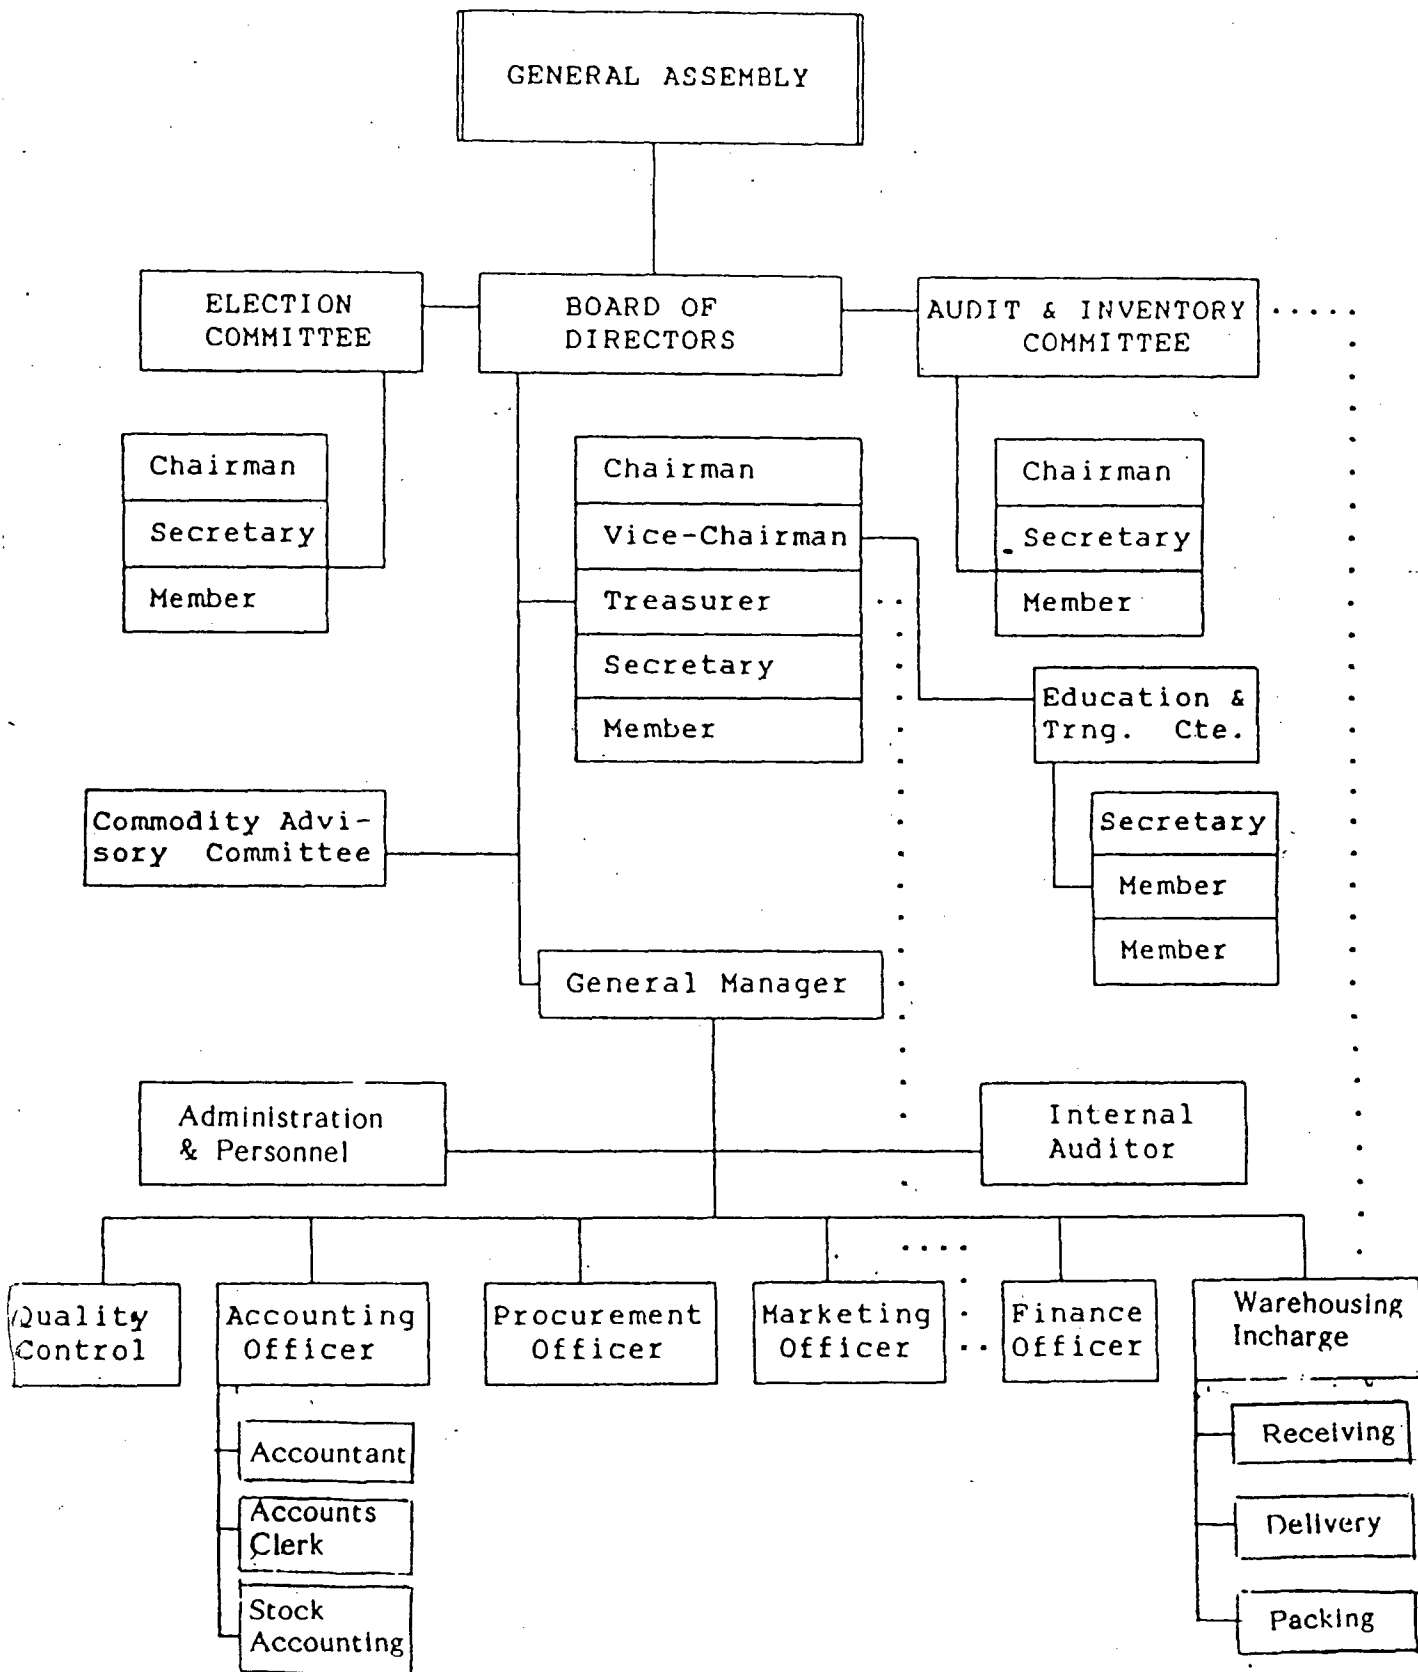 GENERAL ASSEMBLY
ELECTION
COMMITTEE
BOARD OF
DIRECTORS
AUDIT & INVENTORY
COMMITTEE
Chairman
Secretary
Member
Chairman
Vice-Chairman
Treasurer
Secretary
Member
Chairman
Secretary
Member
Education &
Trng. Cte.
Secretary
Member
Member
Commodity Advi-
sory Committee
General Manager
Administration
& Personnel
Internal
Auditor
Quality
Control
Accounting
Officer
Procurement
Officer
Marketing
Officer
Finance
Officer
Warehousing
Incharge
Accountant
Accounts
Clerk
Stock
Accounting
Receiving
Delivery
Packing